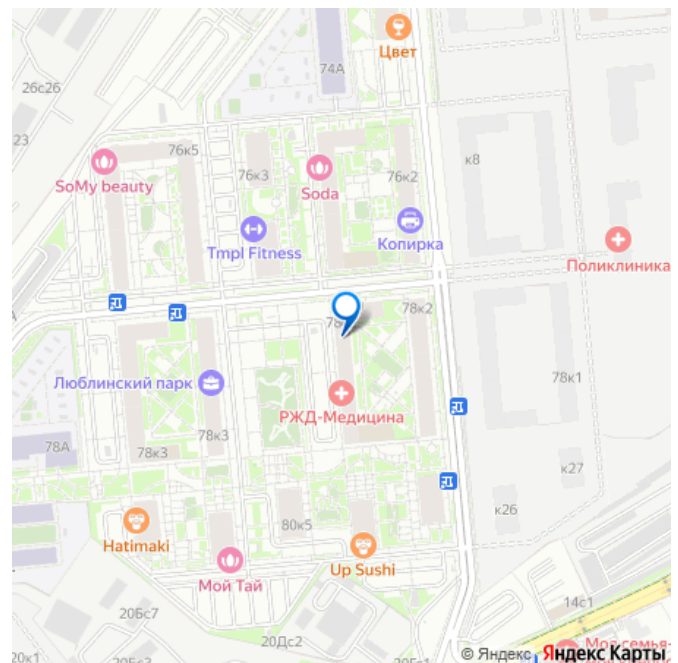 Цвет
74А
26с26
23
76к5
76к3
76к2
к8
SoMy beauty
Soda
Tmpl Fitness
Копирка
Поликлиника
78к2
Люблинский парк
РЖД-Медицина
78к1
78А
78к3
78к3
к27
к26
80к5
Hatimaki
Up Sushi
Мой Тай
14с1
20Бс7
20Дс2
20к1
20Бс3
© Яндекс Яндекс Карты